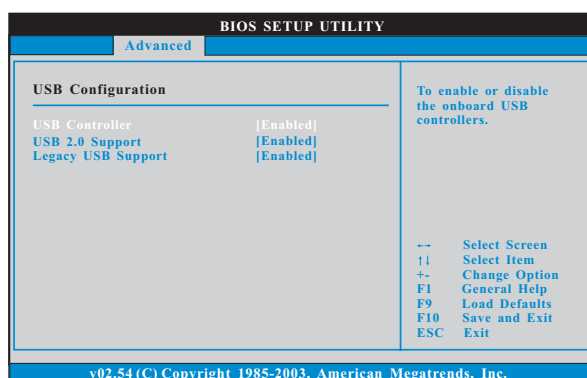 BIOS SETUP UTILITY
Advanced
USB Configuration
USB Controller [Enabled]
USB 2.0 Support [Enabled]
Legacy USB Support [Enabled]
To enable or disable
the onboard USB
controllers.
←→ Select Screen
↑↓ Select Item
+- Change Option
F1 General Help
F9 Load Defaults
F10 Save and Exit
ESC Exit
v02.54 (C) Copyright 1985-2003, American Megatrends, Inc.